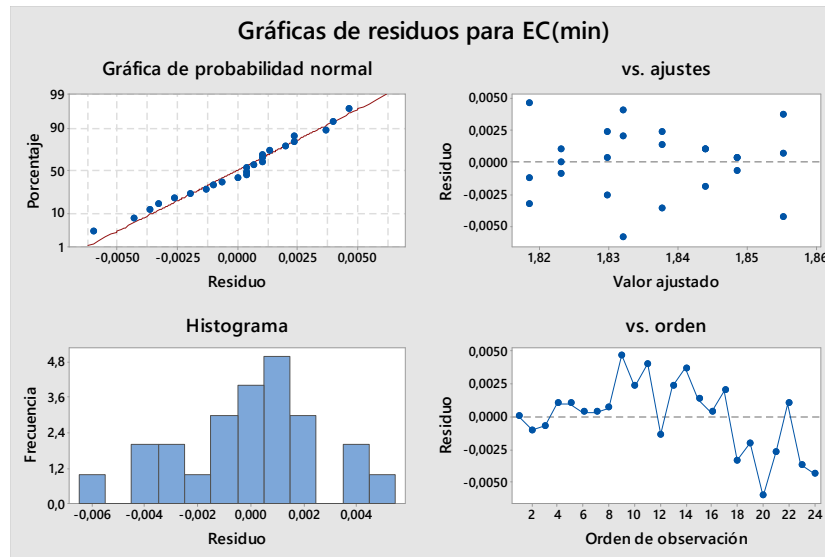 Gráficas de residuos para EC(min)
Gráfica de probabilidad normal
99
90
50
10
1
Porcentaje
-0,0050 -0,0025 0,0000 0,0025 0,0050
Residuo
vs. ajustes
0,0050
0,0025
0,0000
-0,0025
-0,0050
Residuo
1,82 1,83 1,84 1,85 1,86
Valor ajustado
Histograma
4,8
3,6
2,4
1,2
0,0
Frecuencia
-0,006 -0,004 -0,002 0,000 0,002 0,004
Residuo
vs. orden
0,0050
0,0025
0,0000
-0,0025
-0,0050
Residuo
2 4 6 8 10 12 14 16 18 20 22 24
Orden de observación